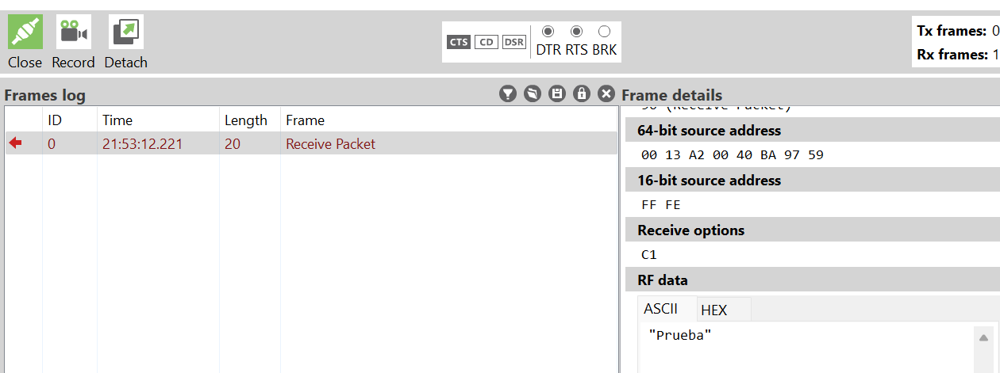 Close Record Detach
CTS CD DSR
DTR RTS BRK
Tx frames: 0
Rx frames: 1
Frames log
ID Time Length Frame
0 21:53:12.221 20 Receive Packet
Frame details
90 (Receive Packet)
64-bit source address
00 13 A2 00 40 BA 97 59
16-bit source address
FF FE
Receive options
C1
RF data
ASCII HEX
"Prueba"